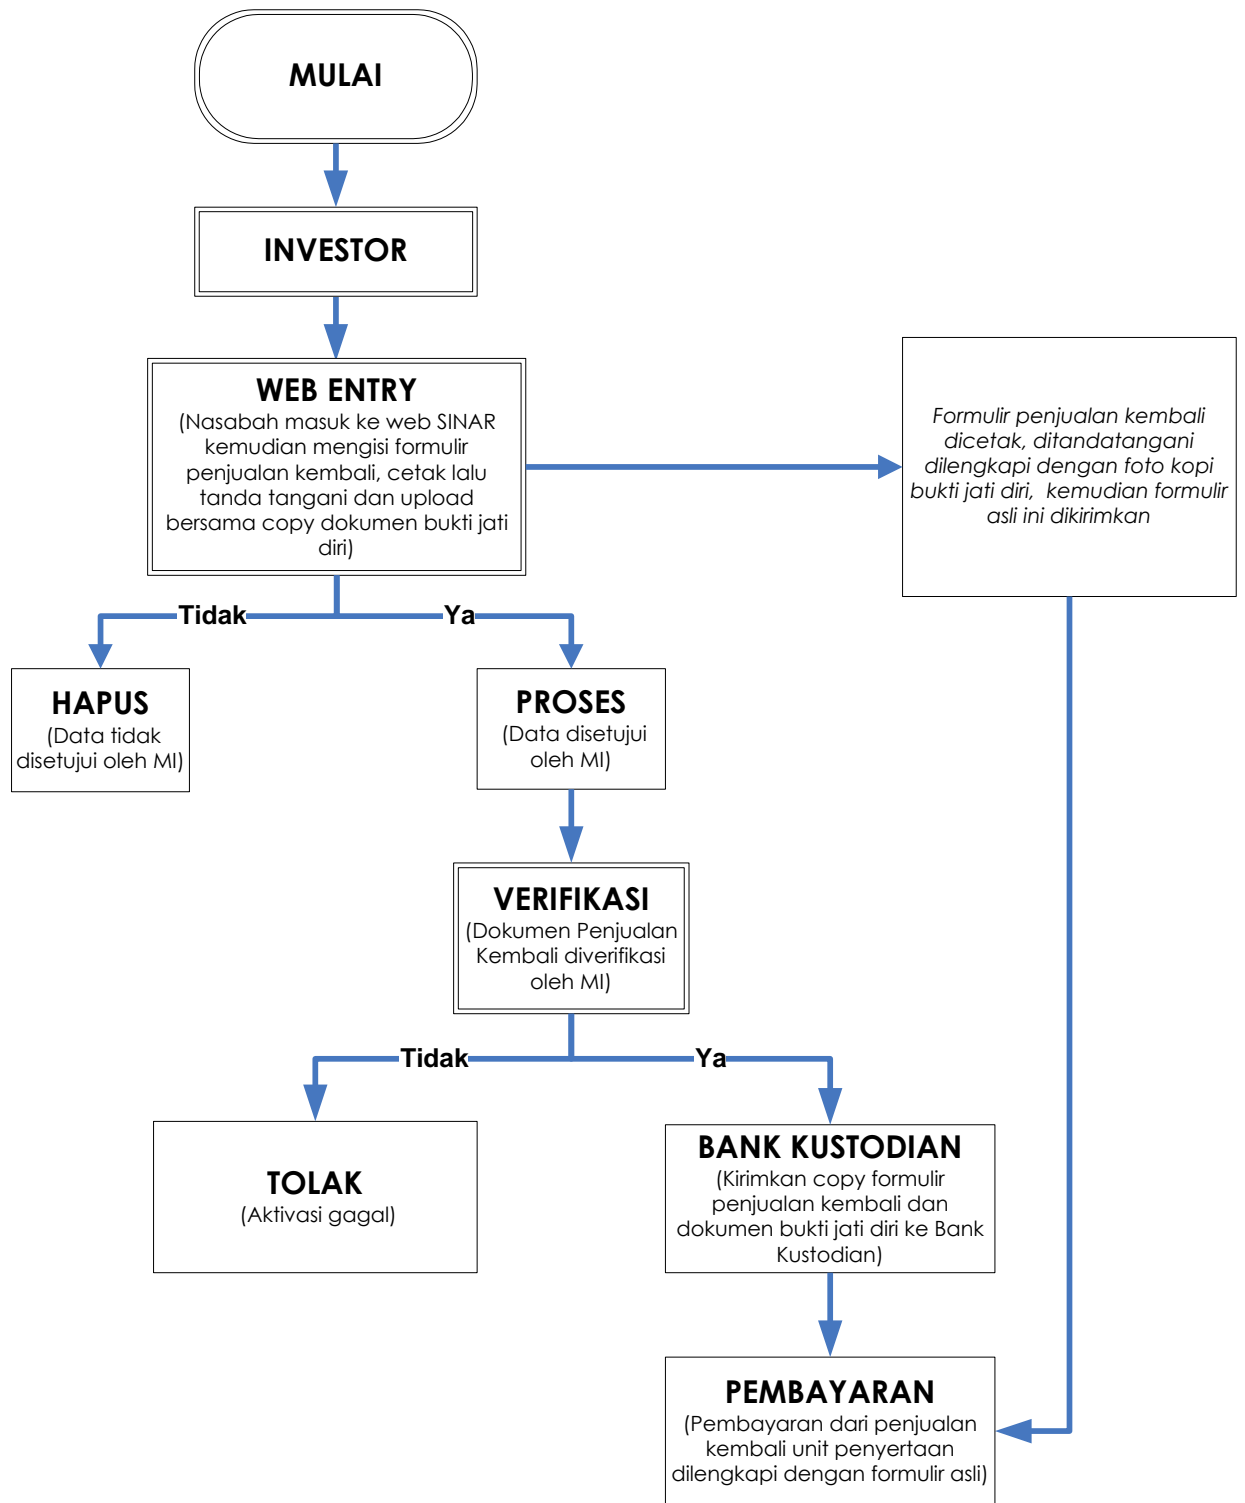 MULAI
INVESTOR
WEB ENTRY
(Nasabah masuk ke web SINAR
kemudian mengisi formulir
penjualan kembali, cetak lalu
tanda tangani dan upload
bersama copy dokumen bukti jati
diri)
Formulir penjualan kembali
dicetak, ditandatangani
dilengkapi dengan foto kopi
bukti jati diri,  kemudian formulir
asli ini dikirimkan
Tidak
Ya
HAPUS
(Data tidak
disetujui oleh MI)
PROSES
(Data disetujui
oleh MI)
VERIFIKASI
(Dokumen Penjualan
Kembali diverifikasi
oleh MI)
Tidak
Ya
TOLAK
(Aktivasi gagal)
BANK KUSTODIAN
(Kirimkan copy formulir
penjualan kembali dan
dokumen bukti jati diri ke Bank
Kustodian)
PEMBAYARAN
(Pembayaran dari penjualan
kembali unit penyertaan
dilengkapi dengan formulir asli)